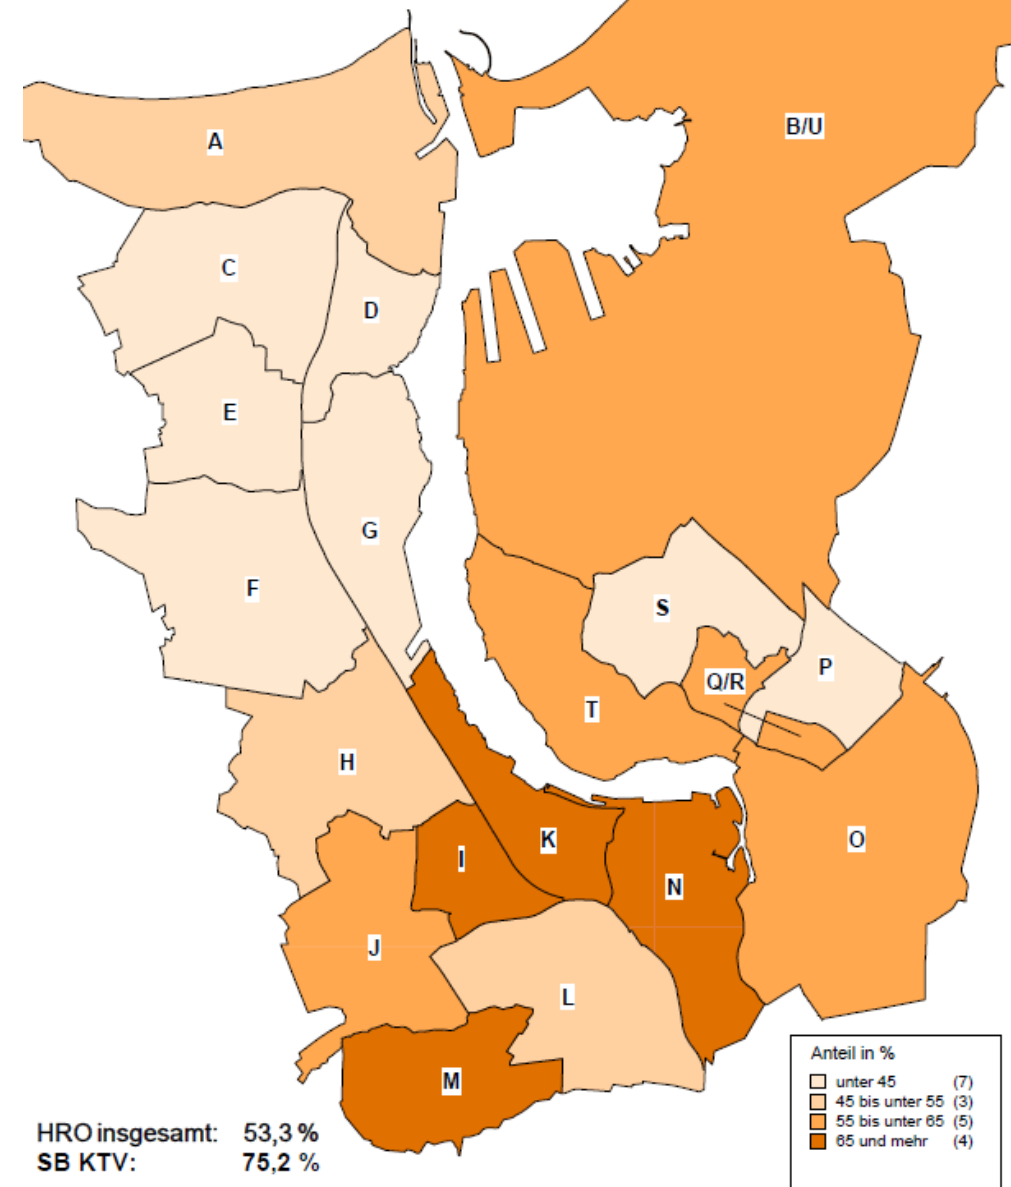 B/U
A
C
D
E
G
F
S
P
Q/R
T
H
K
O
I
N
J
L
Anteil in %
unter 45 (7)
M
45 bis unter 55 (3)
55 bis unter 65 (5)
HRO insgesamt: 53,3 %
65 und mehr (4)
SB KTV: 75,2 %